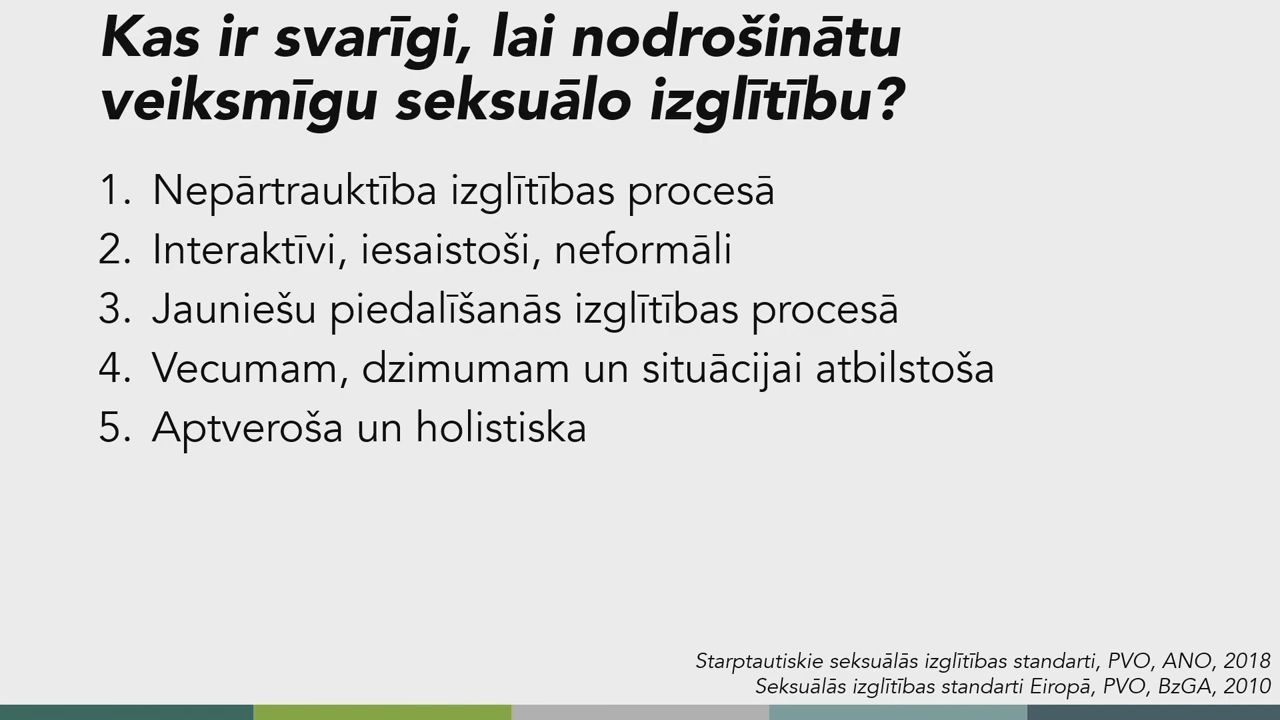 Kas ir svarīgi, lai nodrošinātu
veiksmīgu seksuālo izglītību?
1. Nepārtrauktība izglītības procesā
2. Interaktīvi, iesaistoši, neformāli
3. Jauniešu piedalīšanās izglītības procesā
4. Vecumam, dzimumam un situācijai atbilstoša
5. Aptveroša un holistiska
Starptautiskie seksuālās izglītības standarti, PVO, ANO, 2018
Seksuālās izglītības standarti Eiropā, PVO, BzGA, 2010